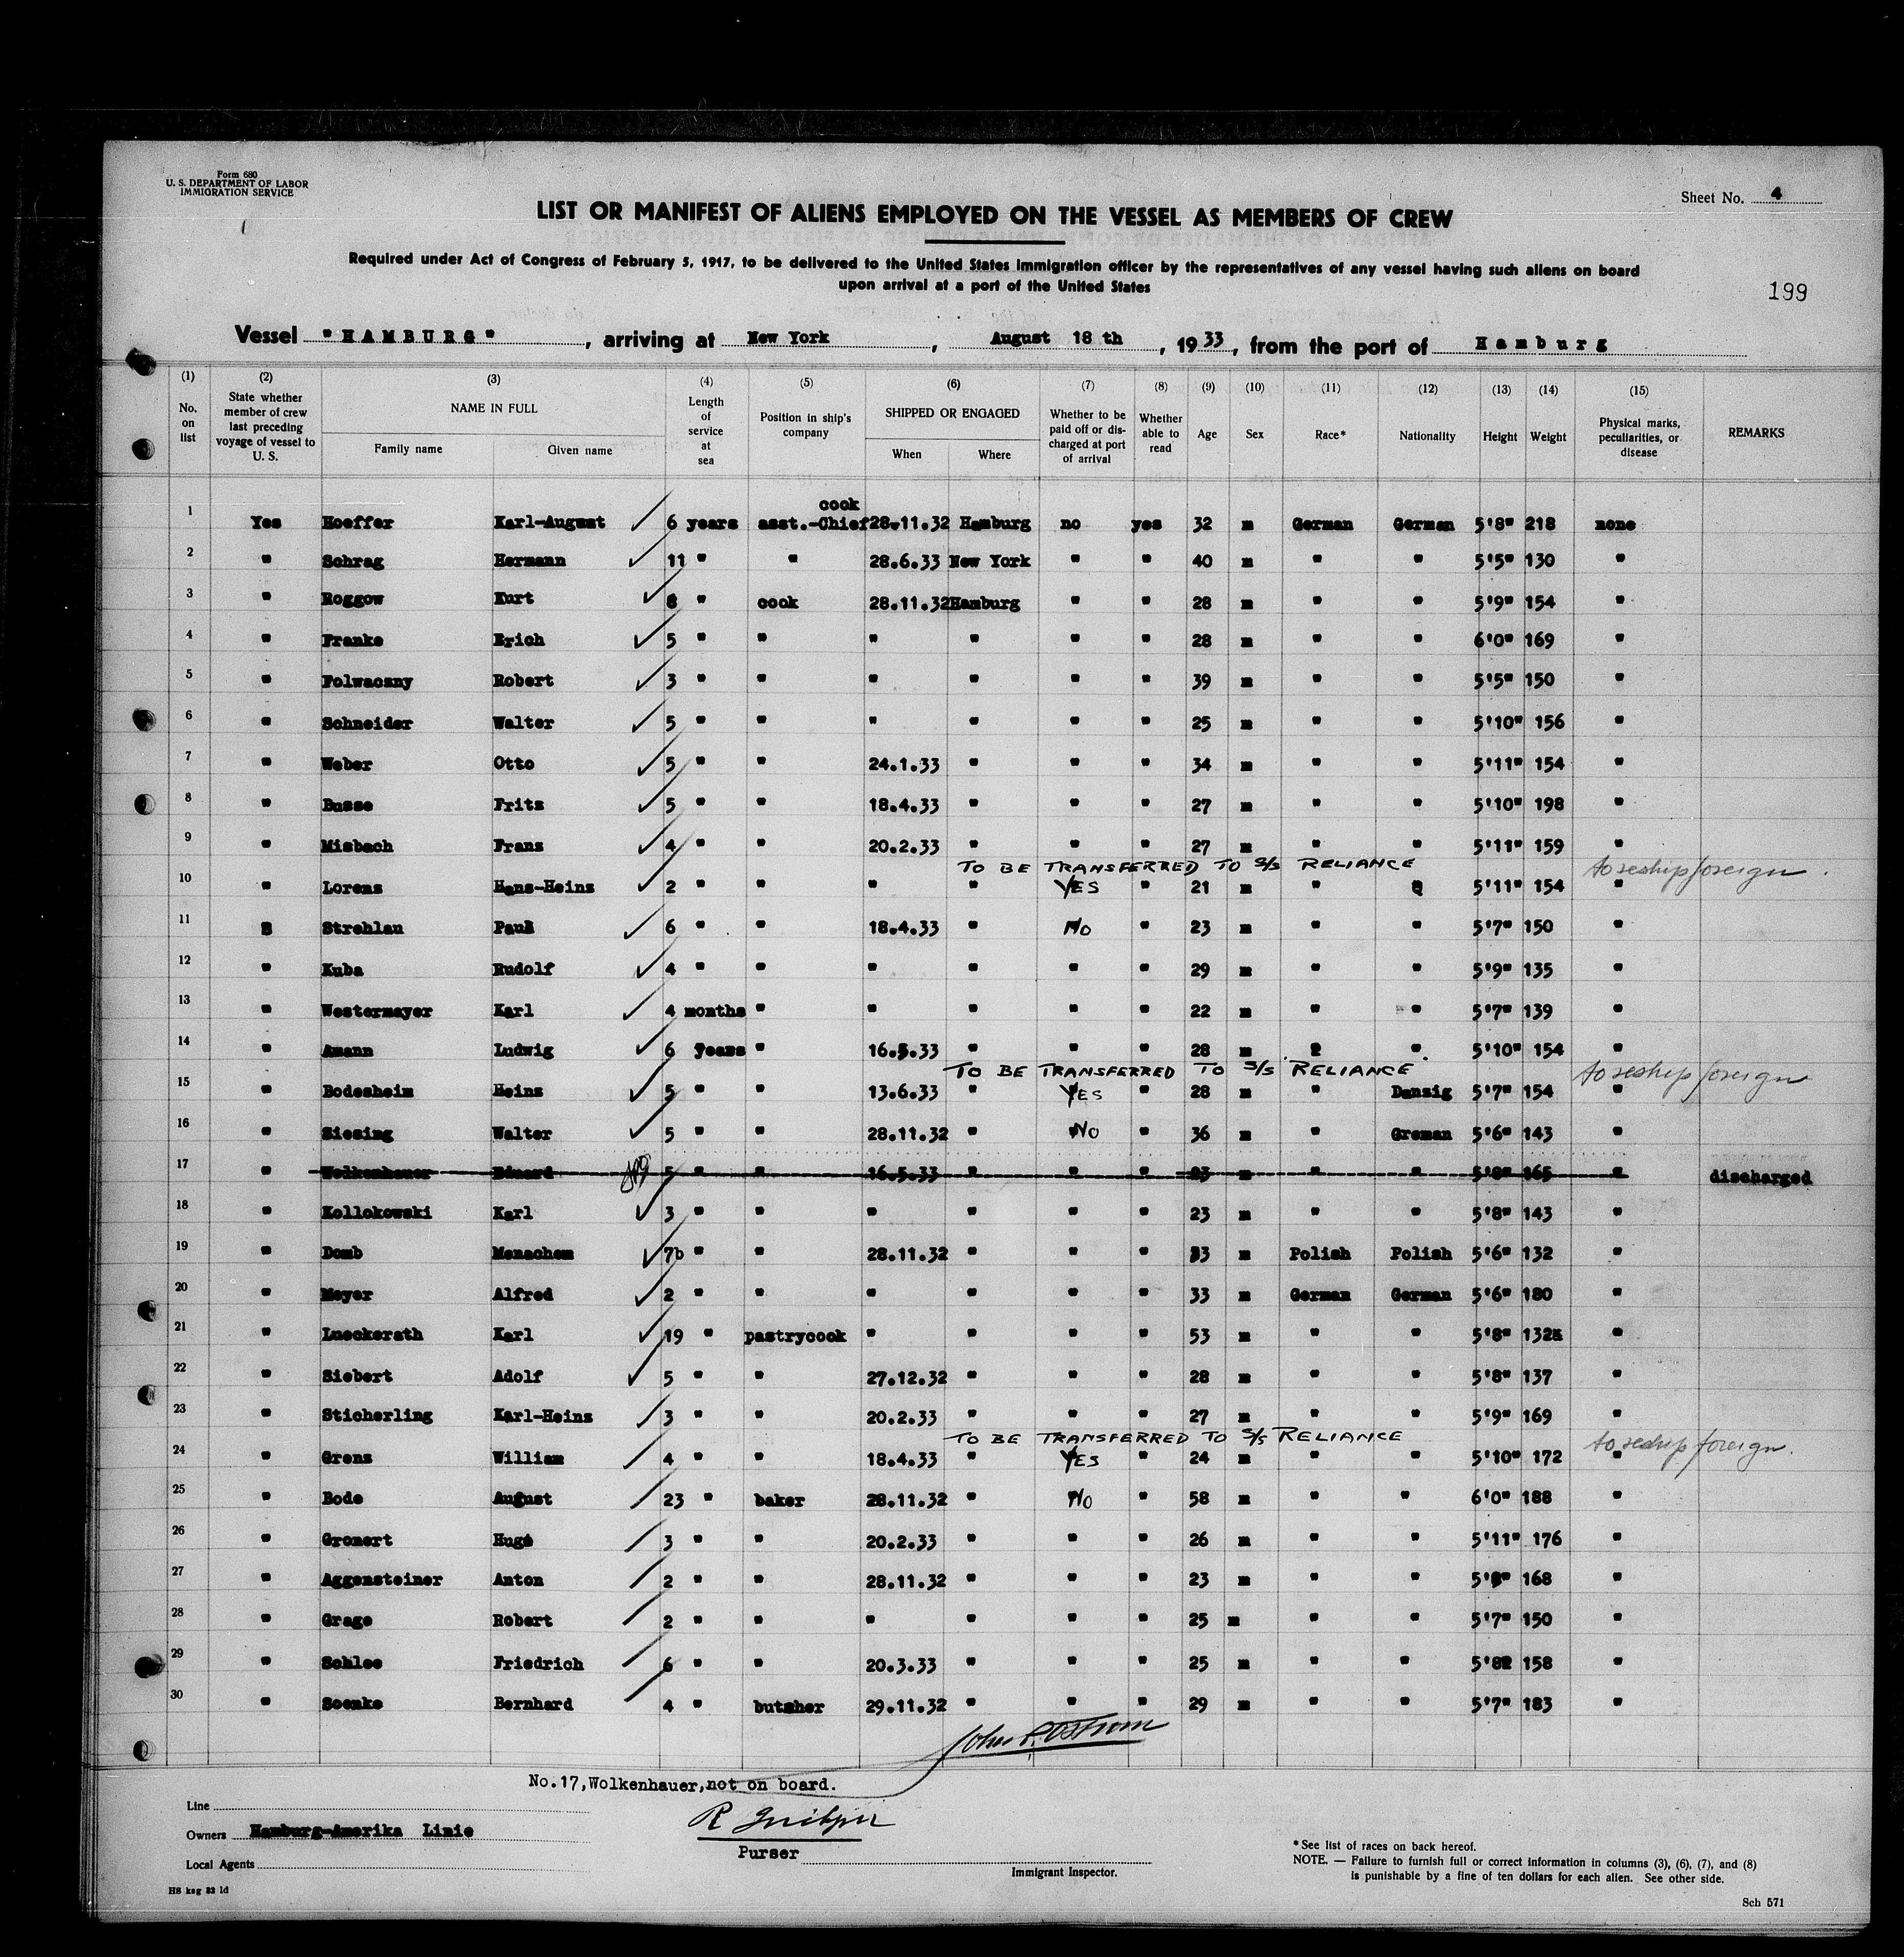 Form 680
U. S. DEPARTMENT OF LABOR
IMMIGRATION SERVICE
Sheet No. 4
LIST OR MANIFEST OF ALIENS EMPLOYED ON THE VESSEL AS MEMBERS OF CREW
Required under Act of Congress of February 5, 1917, to be delivered to the United States immigration officer by the representatives of any vessel having such aliens on board
upon arrival at a port of the United States
199
Vessel "HAMBURG", arriving at New York, August 18 th, 1933, from the port of Hamburg
(1) (2) (3) (4) (5) (6) (7) (8) (9) (10) (11) (12) (13) (14) (15)
No. on list State whether member of crew last preceding voyage of vessel to U. S. NAME IN FULL Family name Given name Length of service at sea Position in ship's company SHIPPED OR ENGAGED When Where Whether to be paid off or discharged at port of arrival Whether able to read Age Sex Race* Nationality Height Weight Physical marks, peculiarities, or disease REMARKS
1 Yes Hoeffer Karl-August 6 years asst.-Chief cook 28.11.32 Hamburg no yes 32 m German German 5'8" 218 none
2 " Schrag Hermann 11 " " 28.6.33 New York " " 40 m " " 5'5" 130 "
3 " Roggow Kurt 8 " cook 28.11.32 Hamburg " " 28 m " " 5'9" 154 "
4 " Franke Erich 5 " " " " " " 28 m " " 6'0" 169 "
5 " Folwaczny Robert 3 " " " " " " 39 m " " 5'5" 150 "
6 " Schneider Walter 5 " " " " " " 25 m " " 5'10" 156 "
7 " Weber Otto 5 " " 24.1.33 " " " 34 m " " 5'11" 154 "
8 " Busse Fritz 5 " " 18.4.33 " " " 27 m " " 5'10" 198 "
9 " Misbach Franz 4 " " 20.2.33 " " " 27 m " " 5'11" 159 "
TO BE TRANSFERRED TO S/S RELIANCE to reship foreign.
10 " Lorenz Hans-Heinz 2 " " " " YES " 21 m " " 5'11" 154 "
11 " Strehlau Paul 6 " " 18.4.33 " No " 23 m " " 5'7" 150 "
12 " Kuba Rudolf 4 " " " " " " 29 m " " 5'9" 135 "
13 " Westermayer Karl 4 months " " " " " 22 m " " 5'7" 139 "
14 " Amann Ludwig 6 years " 16.5.33 " " " 28 m 2 " 5'10" 154 "
TO BE TRANSFERRED TO S/S RELIANCE to reship foreign
15 " Bodesheim Heinz 5 " " 13.6.33 " YES " 28 m " Danzig 5'7" 154 "
16 " Siesing Walter 5 " " 28.11.32 " No " 36 m " Greman 5'6" 143 "
17 " Wolkenhauer Eduard 5 " " 16.5.33 " " " 23 m " " 5'8" 165 " discharged
18 " Kollokowski Karl 3 " " " " " " 23 m " " 5'8" 143 "
19 " Domb Menachem 7b " " 28.11.32 " " " 33 m Polish Polish 5'6" 132 "
20 " Meyer Alfred 2 " " " " " " 33 m German German 5'6" 180 "
21 " Lueckerath Karl 19 " pastrycook " " " " 53 m " " 5'8" 132 "
22 " Siebert Adolf 5 " " 27.12.32 " " " 28 m " " 5'8" 137 "
23 " Sticherling Karl-Heinz 3 " " 20.2.33 " " " 27 m " " 5'9" 169 "
TO BE TRANSFERRED TO S/S RELIANCE to reship foreign.
24 " Grenz William 4 " " 18.4.33 " YES " 24 m " " 5'10" 172 "
25 " Bode August 23 " baker 28.11.32 " No " 58 m " " 6'0" 188 "
26 " Gronert Hugo 3 " " 20.2.33 " " " 26 m " " 5'11" 176 "
27 " Aggensteiner Anton 2 " " 28.11.32 " " " 23 m " " 168 "
28 " Grage Robert 2 " " " " " " 25 m " " 5'7" 150 "
29 " Schlee Friedrich 6 " " 20.3.33 " " " 25 m " " 5'8 158 "
30 " Soenke Bernhard 4 " butcher 29.11.32 " " " 29 m " " 5'7" 183 "
John P. Ostrom
No.17,Wolkenhauer,not on board.
Line
Owners Hamburg-Amerika Linie
Purser
Local Agents
Immigrant Inspector.
* See list of races on back hereof.
NOTE. — Failure to furnish full or correct information in columns (3), (6), (7), and (8)
is punishable by a fine of ten dollars for each alien. See other side.
Sch 571